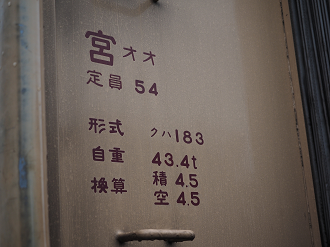 宮オオ
定員 54
形式 クハ183
自重 43.4t
換算 積 4.5
空 4.5